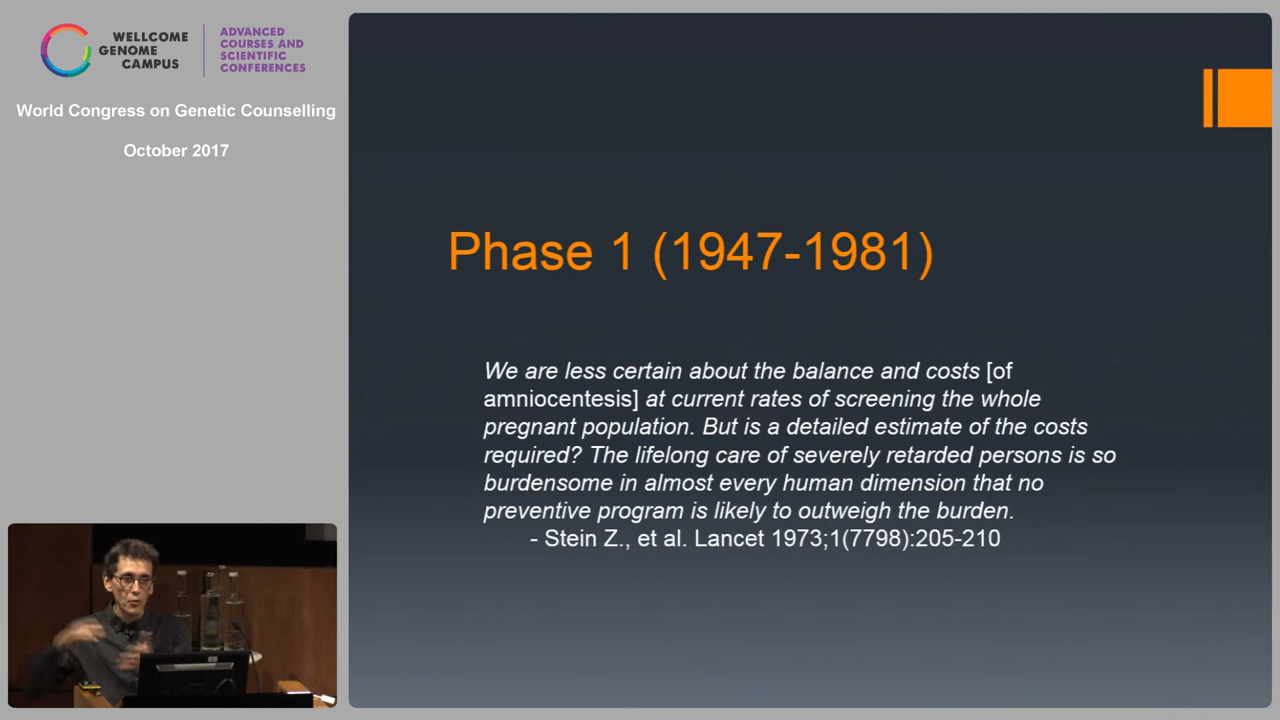 WELLCOME
GENOME
CAMPUS
ADVANCED
COURSES AND
SCIENTIFIC
CONFERENCES
World Congress on Genetic Counselling
October 2017
Phase 1 (1947-1981)
We are less certain about the balance and costs [of
amniocentesis] at current rates of screening the whole
pregnant population. But is a detailed estimate of the costs
required? The lifelong care of severely retarded persons is so
burdensome in almost every human dimension that no
preventive program is likely to outweigh the burden.
- Stein Z., et al. Lancet 1973;1(7798):205-210